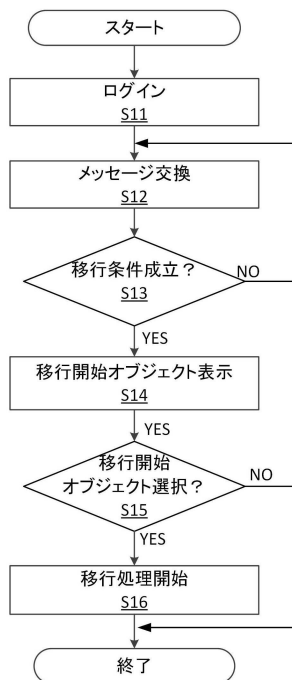 スタート
ログイン
S11
メッセージ交換
S12
移行条件成立？
S13
NO
YES
移行開始オブジェクト表示
S14
YES
移行開始
オブジェクト選択？
S15
NO
YES
移行処理開始
S16
終了